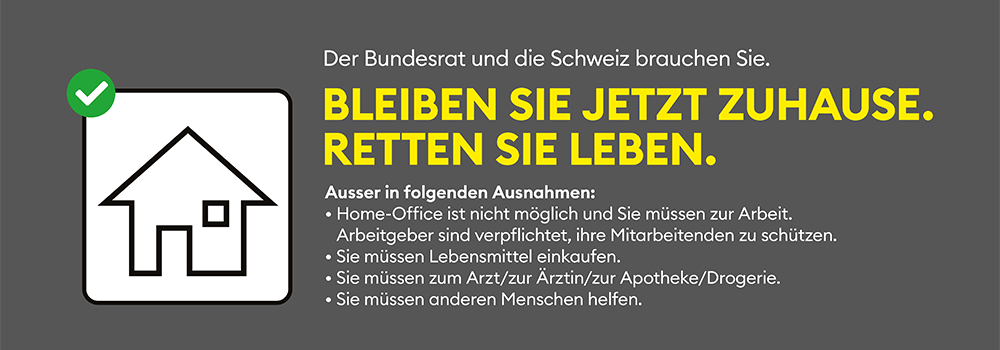 Der Bundesrat und die Schweiz brauchen Sie.
BLEIBEN SIE JETZT ZUHAUSE.
RETTEN SIE LEBEN.
Ausser in folgenden Ausnahmen:
• Home-Office ist nicht möglich und Sie müssen zur Arbeit.
Arbeitgeber sind verpflichtet, ihre Mitarbeitenden zu schützen.
• Sie müssen Lebensmittel einkaufen.
• Sie müssen zum Arzt/zur Ärztin/zur Apotheke/Drogerie.
• Sie müssen anderen Menschen helfen.